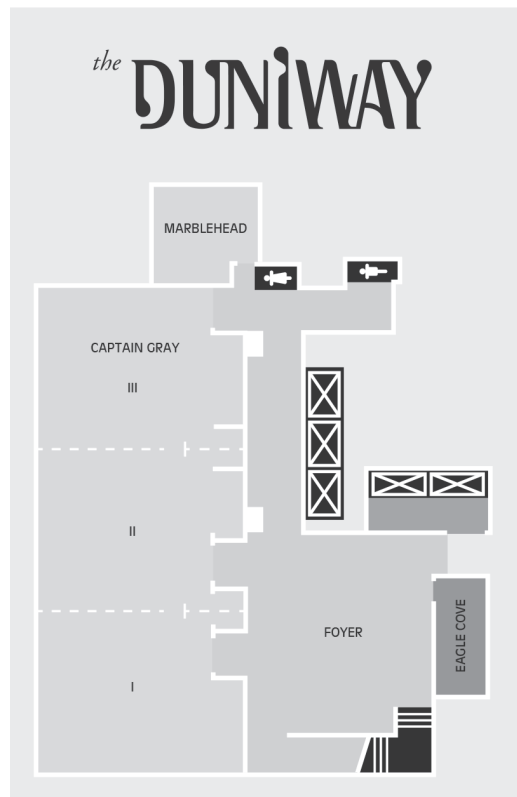 the
DUNIWAY
MARBLEHEAD
CAPTAIN GRAY
III
II
I
FOYER
EAGLE COVE